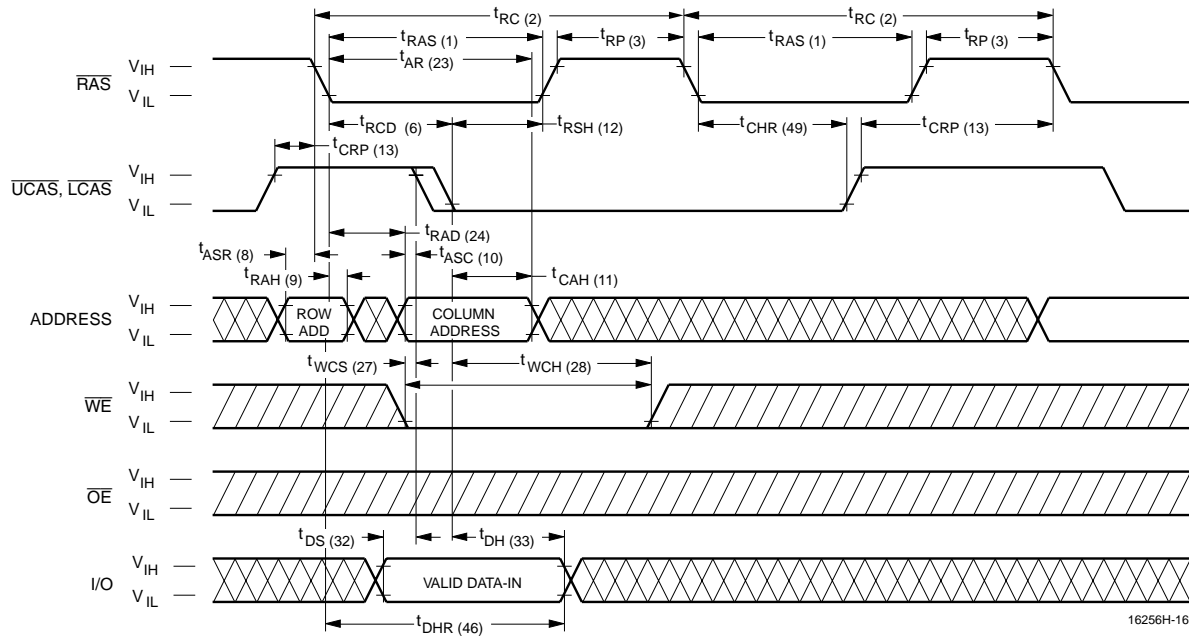 tRC (2) tRC (2)
tRAS (1) tRP (3) tRAS (1) tRP (3)
tAR (23)
RAS VIH
VIL
tRCD (6) tRSH (12) tCHR (49) tCRP (13)
tCRP (13)
UCAS, LCAS VIH
VIL
tRAD (24)
tASR (8) tASC (10)
tRAH (9) tCAH (11)
ADDRESS VIH
VIL
ROW
ADD
COLUMN
ADDRESS
tWCS (27) tWCH (28)
WE VIH
VIL
OE VIH
VIL
tDS (32) tDH (33)
I/O VIH
VIL
VALID DATA-IN
tDHR (46)
16256H-16